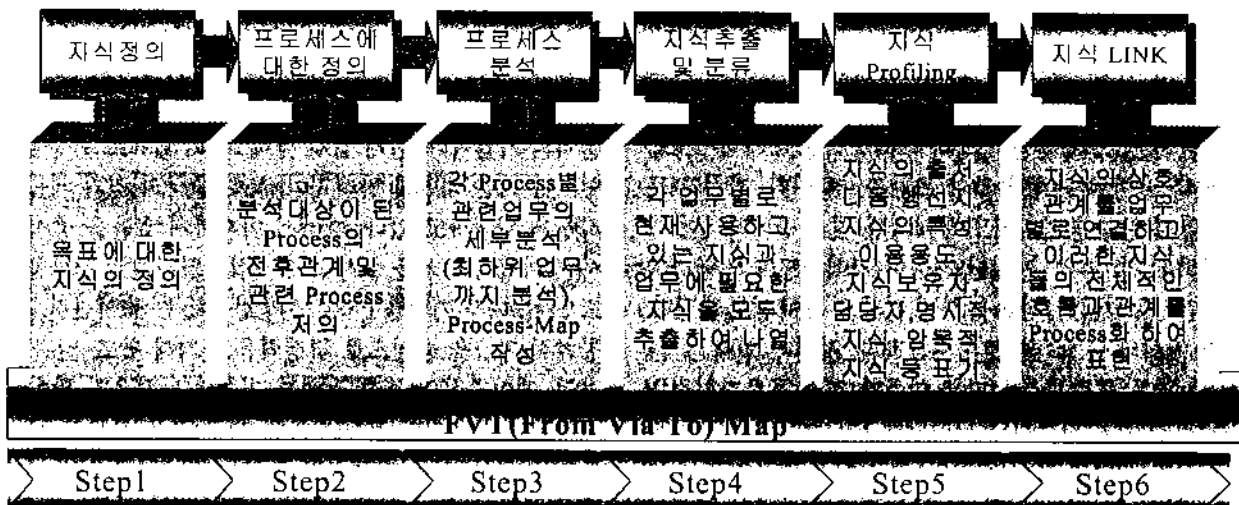 지식정의
프로세스에
대한 정의
프로세스
분석
지식추출
및 분류
지식
Profiling
지식 LINK
목표에 대한
지식의 정의
분석대상이 된
Process의
전후관계 및
관련 Process
저의
각 Process별
관련업무의
세부분석
(최하위 업무
까지 분석),
Process-Map
작성
각 업무별로
현재 사용하고
있는 지식과
업무에 필요한
지식을 모두
추출하여 나열
지식의 출처,
다음
지식의 특성
이용용도
지식보유자,
담당자 명시적
지식, 암묵적
지식 등 표기
지식의 상호
관계를 업무
별로 연결하고
이러한 지식
들의 전체적인
흐름과 관계를
Process화 하여
표현
FVT(From Via To) Map
Step1
Step2
Step3
Step4
Step5
Step6